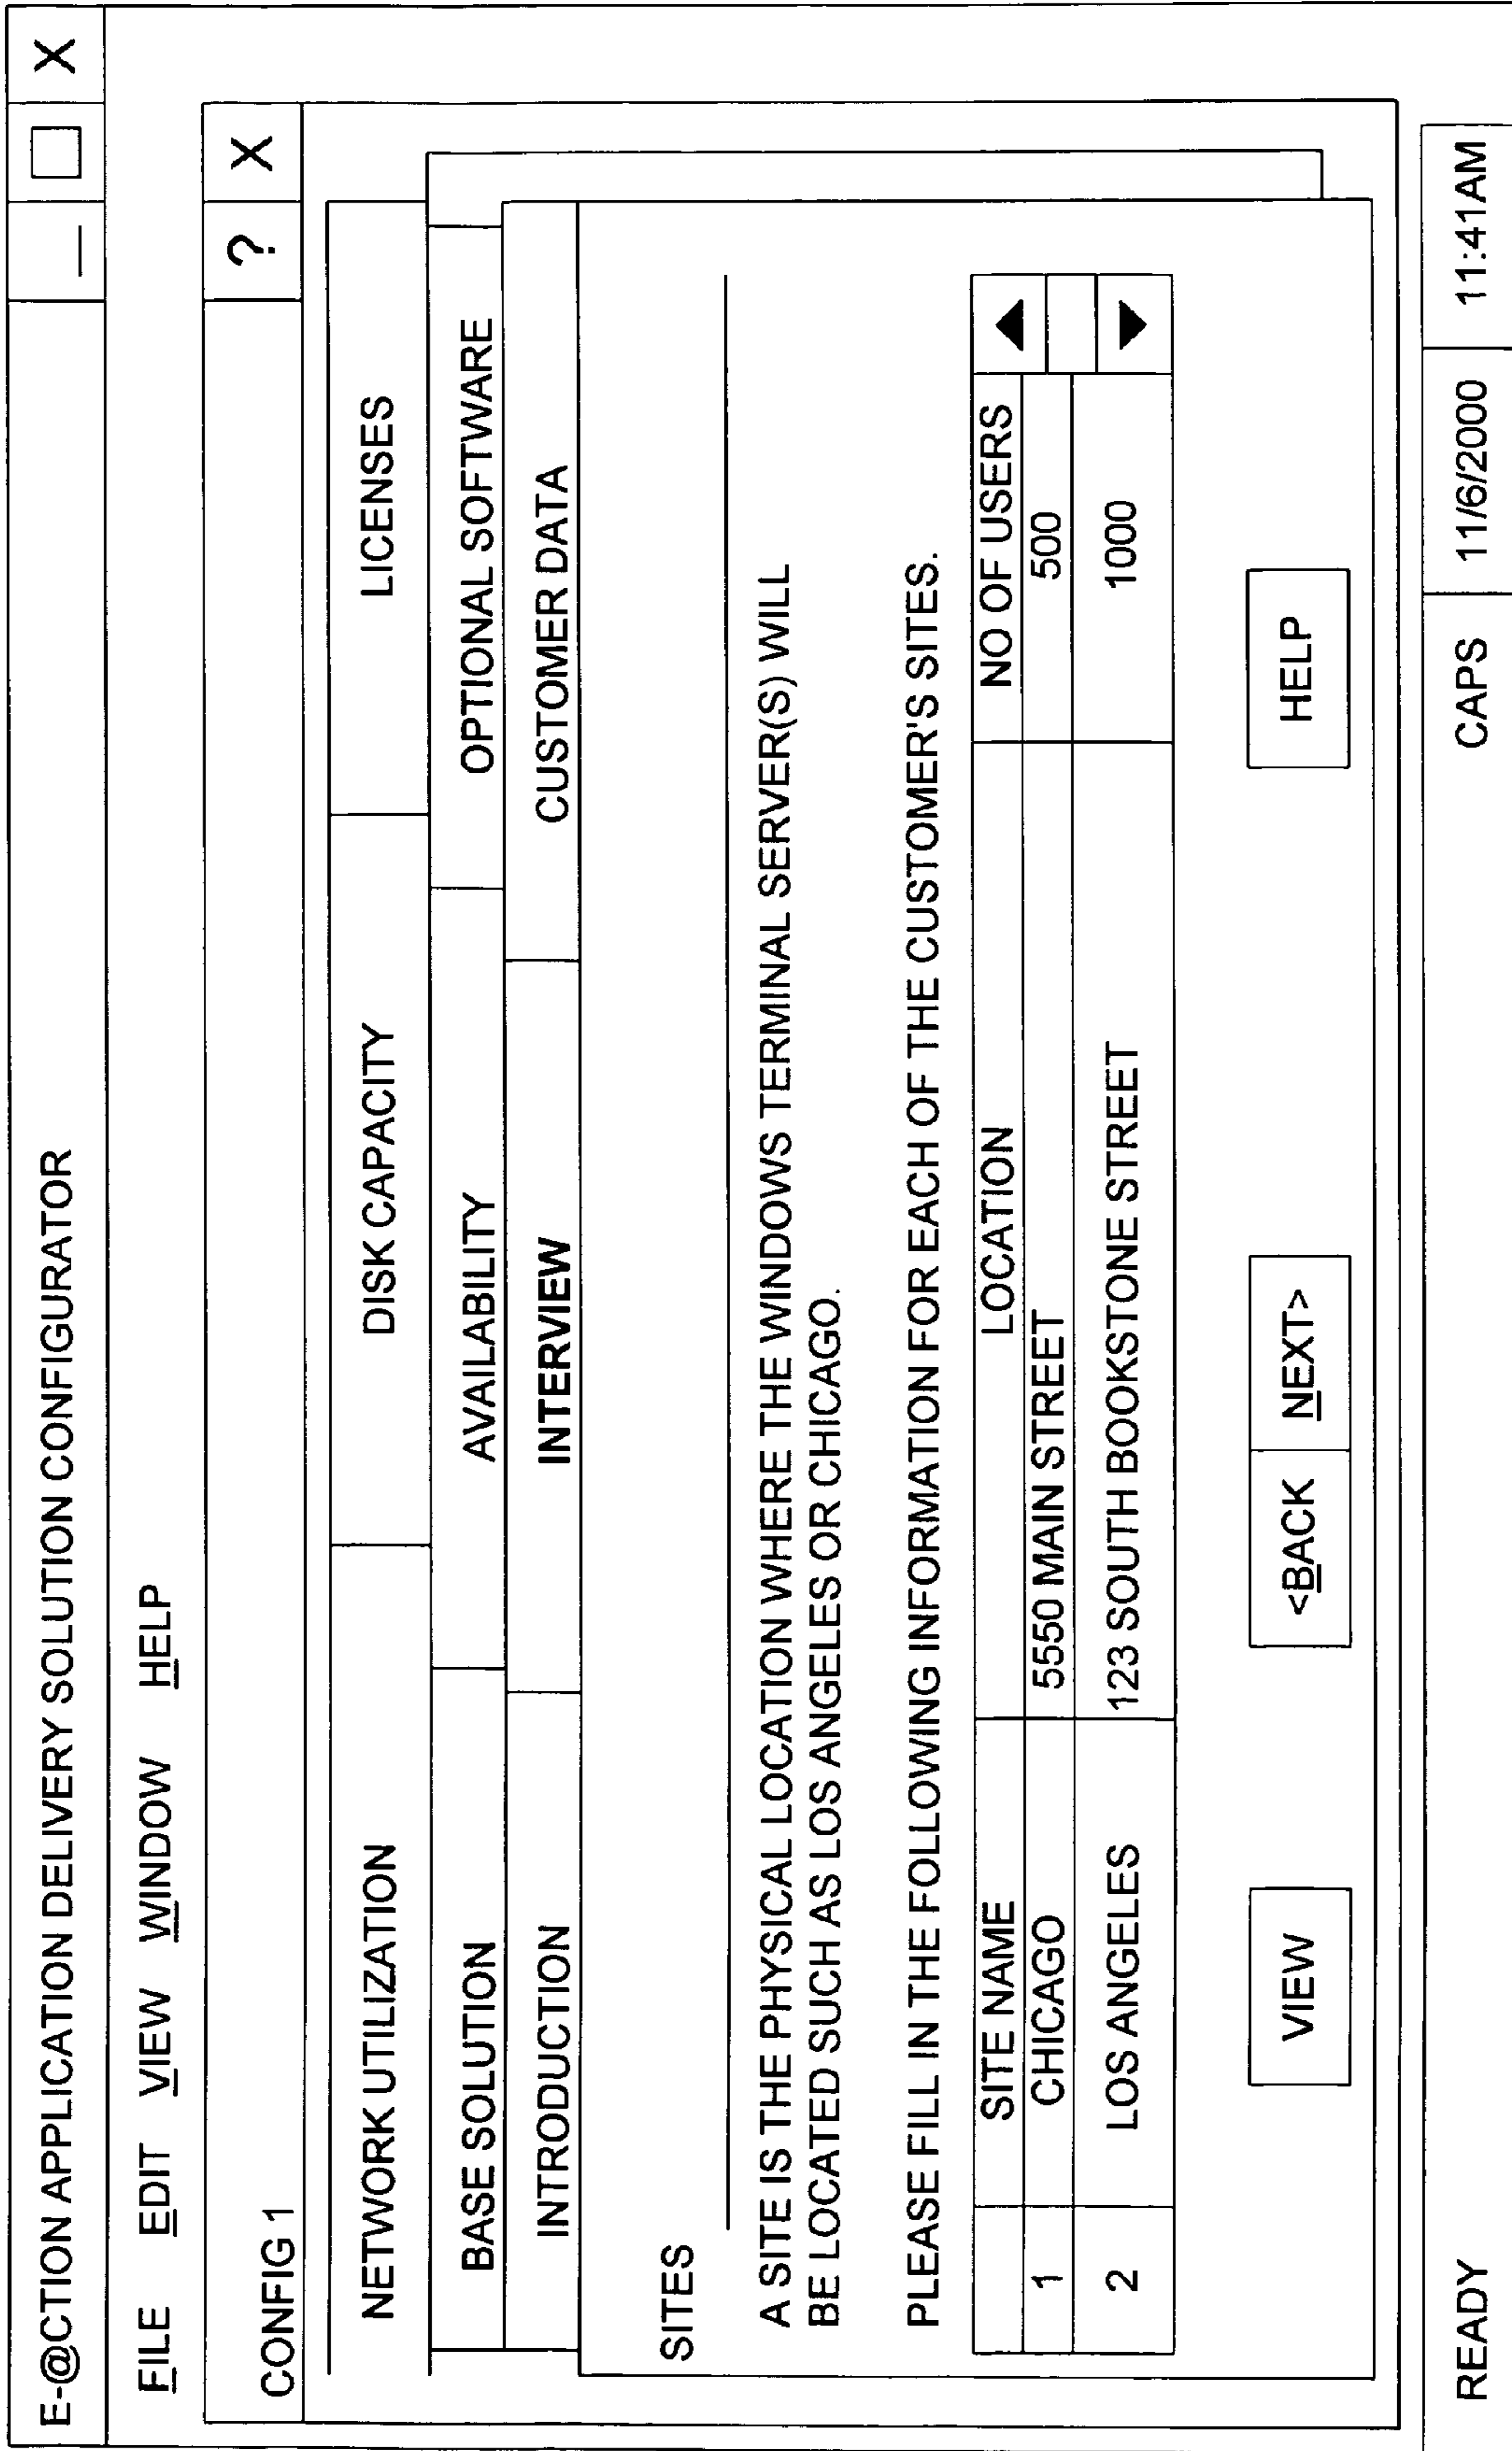 E-@CTION APPLICATION DELIVERY SOLUTION CONFIGURATOR _ X
FILE EDIT VIEW WINDOW HELP
CONFIG 1 ? X
NETWORK UTILIZATION DISK CAPACITY LICENSES
BASE SOLUTION AVAILABILITY OPTIONAL SOFTWARE
INTRODUCTION INTERVIEW CUSTOMER DATA
SITES
A SITE IS THE PHYSICAL LOCATION WHERE THE WINDOWS TERMINAL SERVER(S) WILL
BE LOCATED SUCH AS LOS ANGELES OR CHICAGO.
PLEASE FILL IN THE FOLLOWING INFORMATION FOR EACH OF THE CUSTOMER'S SITES.
SITE NAME LOCATION NO OF USERS
1 CHICAGO 5550 MAIN STREET 500
2 LOS ANGELES 123 SOUTH BOOKSTONE STREET 1000
VIEW <BACK NEXT> HELP
READY CAPS 11/6/2000 11:41AM